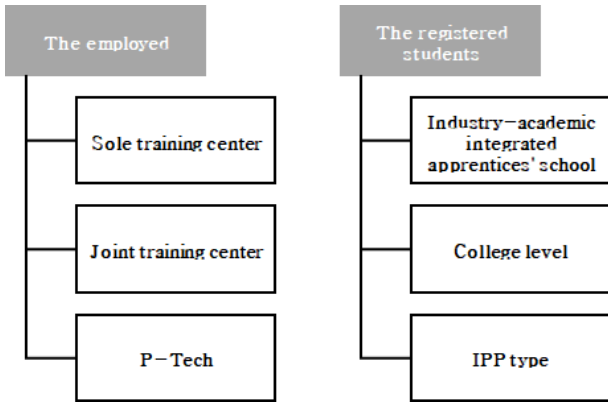 The employed
Sole training center
Joint training center
P-Tech
The registered
students
Industry-academic
integrated
apprentices' school
College level
IPP type